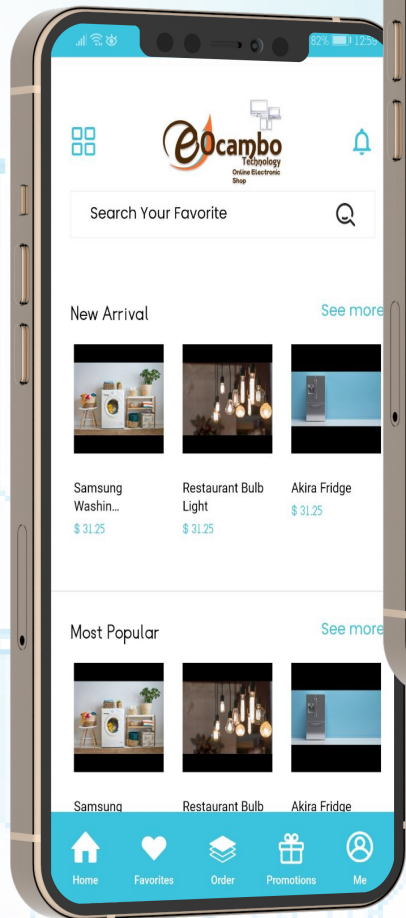 82% 12:56
eOcambo
Technology
Online Electronic
Shop
Search Your Favorite
New Arrival
See more
Samsung
Washin...
$ 31.25
Restaurant Bulb
Light
$ 31.25
Akira Fridge
$ 31.25
Most Popular
See more
Samsung
Restaurant Bulb
Akira Fridge
Home
Favorites
Order
Promotions
Me